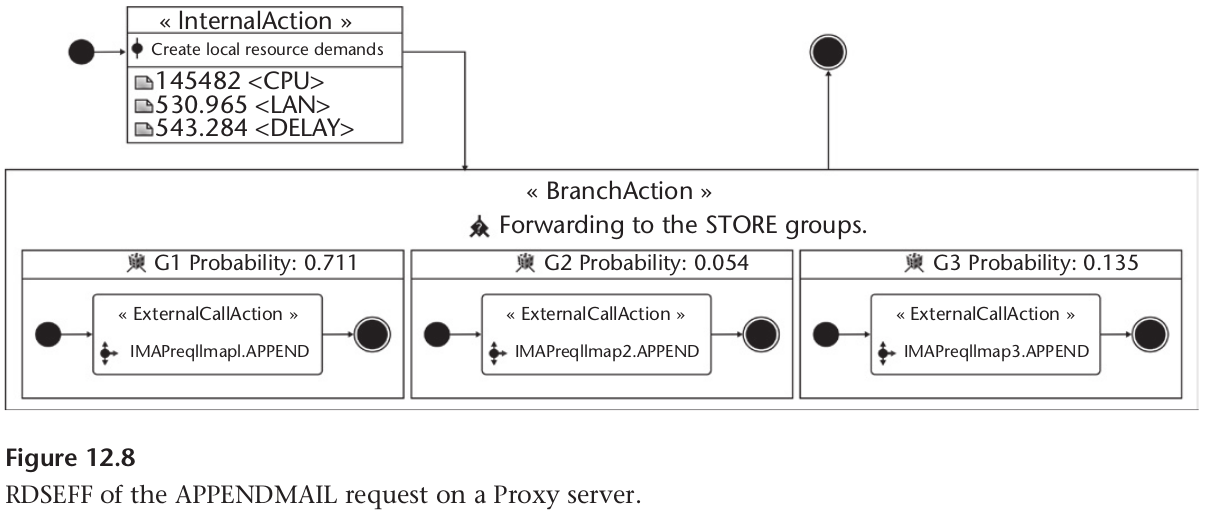 « InternalAction »
Create local resource demands
145482 <CPU>
530.965 <LAN>
543.284 <DELAY>
« BranchAction »
Forwarding to the STORE groups.
G1 Probability: 0.711
« ExternalCallAction »
IMAPreqIImapl.APPEND
G2 Probability: 0.054
« ExternalCallAction »
IMAPreqIImap2.APPEND
G3 Probability: 0.135
« ExternalCallAction »
IMAPreqIImap3.APPEND
Figure 12.8
RDSEFF of the APPENDMAIL request on a Proxy server.